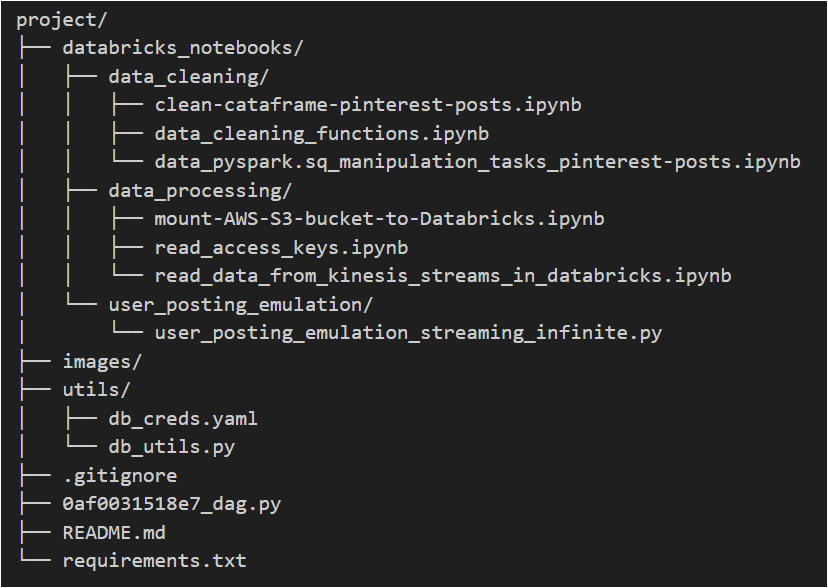 project/
├── databricks_notebooks/
│   ├── data_cleaning/
│   │   ├── clean-cataframe-pinterest-posts.ipynb
│   │   ├── data_cleaning_functions.ipynb
│   │   └── data_pyspark.sq_manipulation_tasks_pinterest-posts.ipynb
│   ├── data_processing/
│   │   ├── mount-AWS-S3-bucket-to-Databricks.ipynb
│   │   ├── read_access_keys.ipynb
│   │   └── read_data_from_kinesis_streams_in_databricks.ipynb
│   └── user_posting_emulation/
│       └── user_posting_emulation_streaming_infinite.py
├── images/
├── utils/
│   ├── db_creds.yaml
│   └── db_utils.py
├── .gitignore
├── 0af0031518e7_dag.py
├── README.md
└── requirements.txt